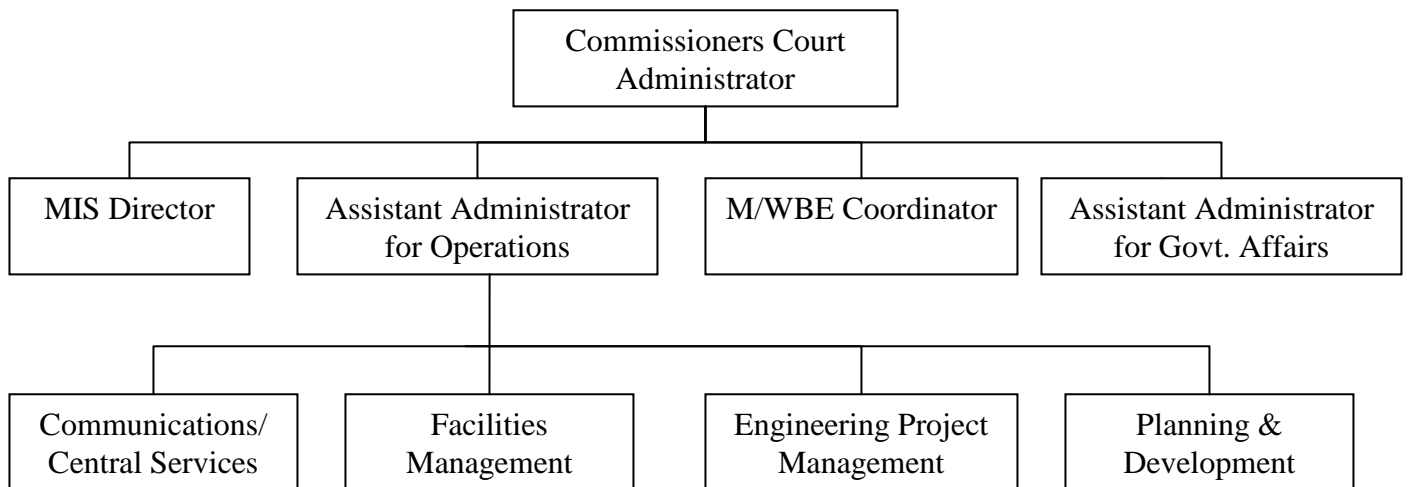 Commissioners Court
Administrator
MIS Director
Assistant Administrator
for Operations
M/WBE Coordinator
Assistant Administrator
for Govt. Affairs
Communications/
Central Services
Facilities
Management
Engineering Project
Management
Planning &
Development